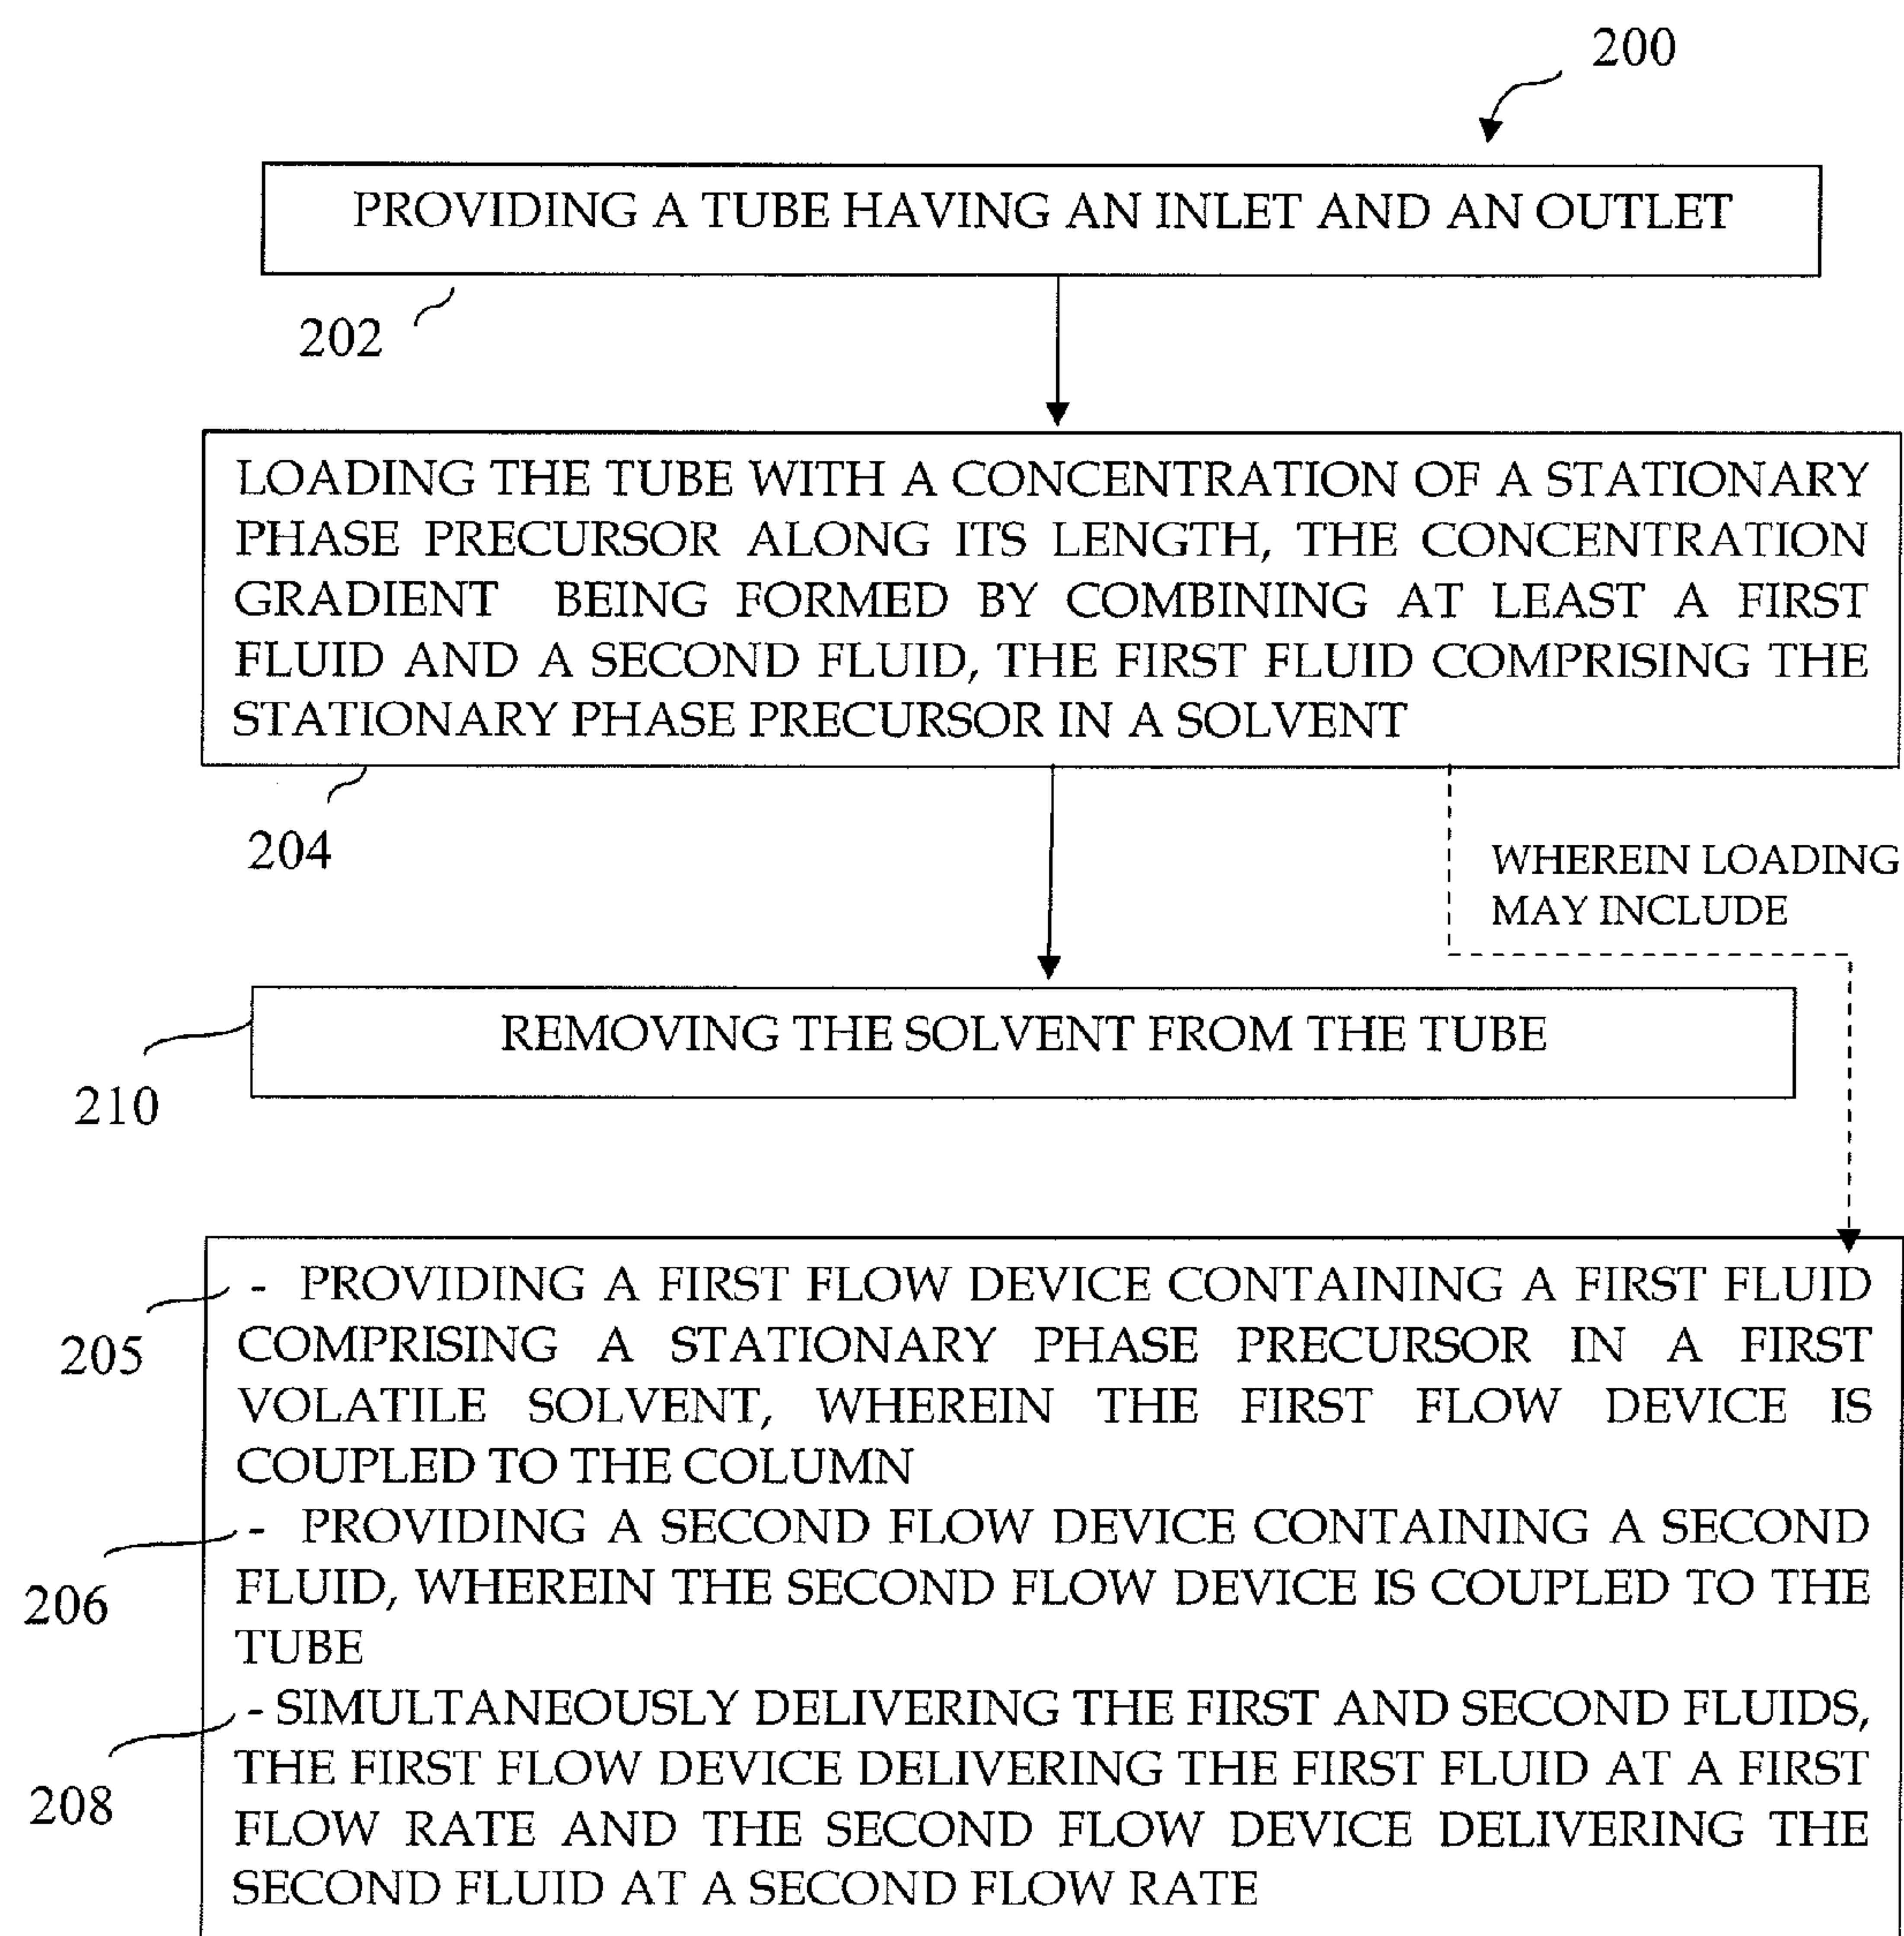 200
PROVIDING A TUBE HAVING AN INLET AND AN OUTLET
202
LOADING THE TUBE WITH A CONCENTRATION OF A STATIONARY
PHASE PRECURSOR ALONG ITS LENGTH, THE CONCENTRATION
GRADIENT BEING FORMED BY COMBINING AT LEAST A FIRST
FLUID AND A SECOND FLUID, THE FIRST FLUID COMPRISING THE
STATIONARY PHASE PRECURSOR IN A SOLVENT
204
WHEREIN LOADING
MAY INCLUDE
REMOVING THE SOLVENT FROM THE TUBE
210
- PROVIDING A FIRST FLOW DEVICE CONTAINING A FIRST FLUID
COMPRISING A STATIONARY PHASE PRECURSOR IN A FIRST
VOLATILE SOLVENT, WHEREIN THE FIRST FLOW DEVICE IS
COUPLED TO THE COLUMN
205
- PROVIDING A SECOND FLOW DEVICE CONTAINING A SECOND
FLUID, WHEREIN THE SECOND FLOW DEVICE IS COUPLED TO THE
TUBE
206
- SIMULTANEOUSLY DELIVERING THE FIRST AND SECOND FLUIDS,
THE FIRST FLOW DEVICE DELIVERING THE FIRST FLUID AT A FIRST
FLOW RATE AND THE SECOND FLOW DEVICE DELIVERING THE
SECOND FLUID AT A SECOND FLOW RATE
208